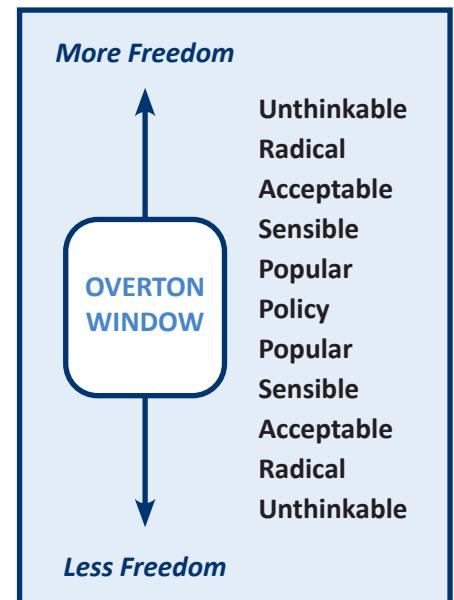 More Freedom
Unthinkable
Radical
Acceptable
Sensible
Popular
Policy
Popular
Sensible
Acceptable
Radical
Unthinkable
OVERTON
WINDOW
Less Freedom